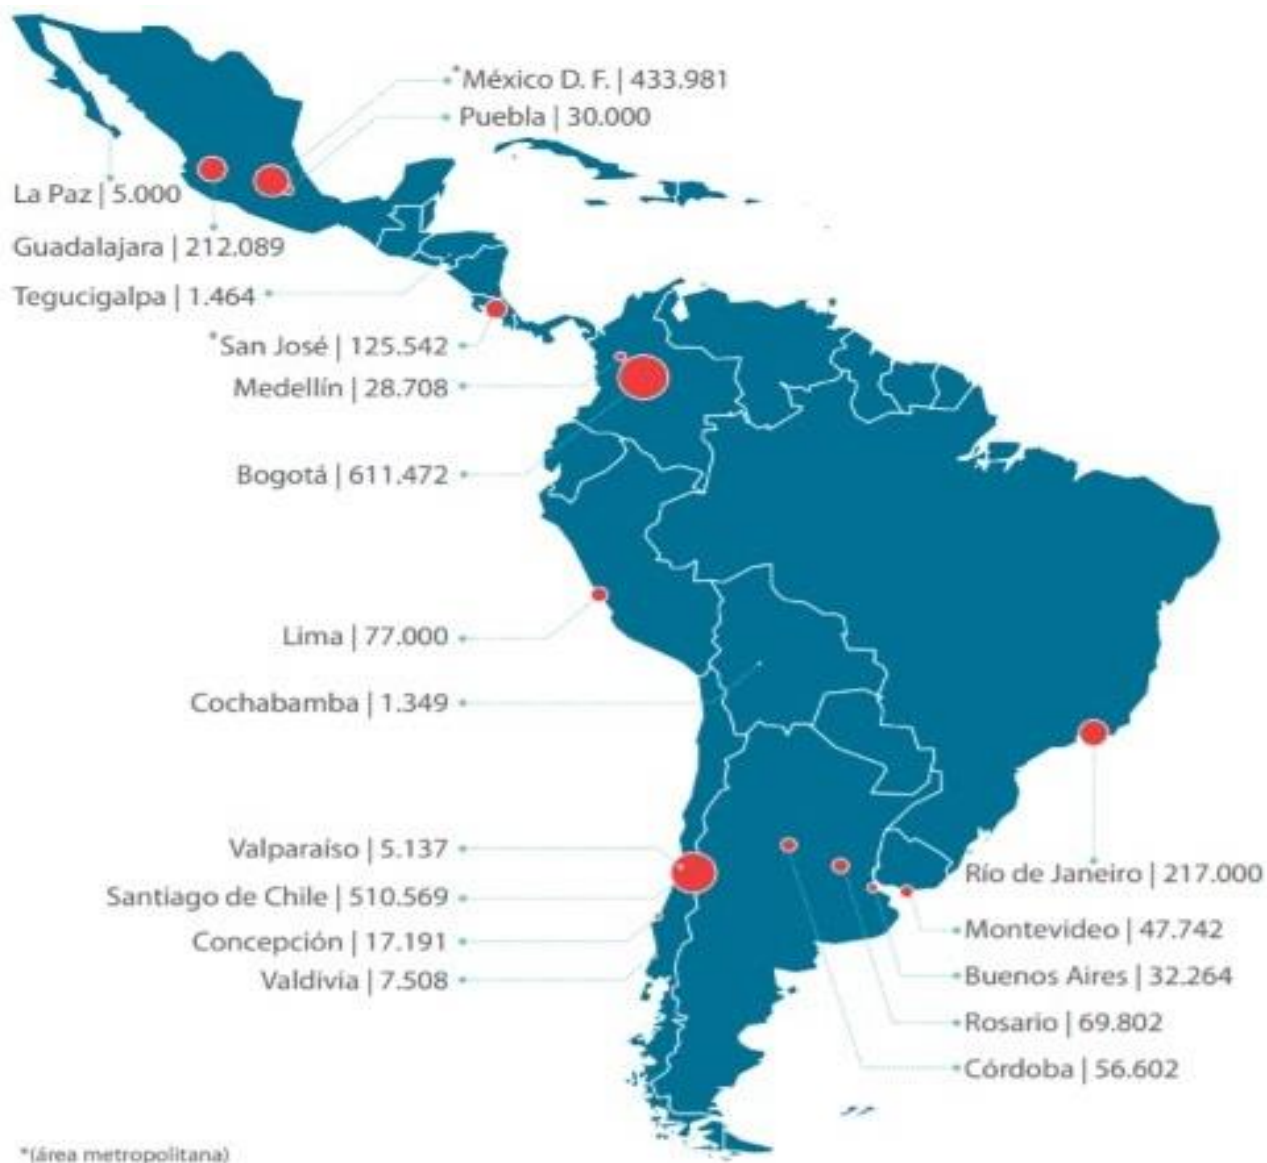 *México D. F. | 433.981
Puebla | 30.000
La Paz | 5.000
Guadalajara | 212.089
Tegucigalpa | 1.464
*San José | 125.542
Medellín | 28.708
Bogotá | 611.472
Lima | 77.000
Cochabamba | 1.349
Valparaíso | 5.137
Santiago de Chile | 510.569
Concepción | 17.191
Valdivia | 7.508
Río de Janeiro | 217.000
Montevideo | 47.742
Buenos Aires | 32.264
Rosario | 69.802
Córdoba | 56.602
*(área metropolitana)